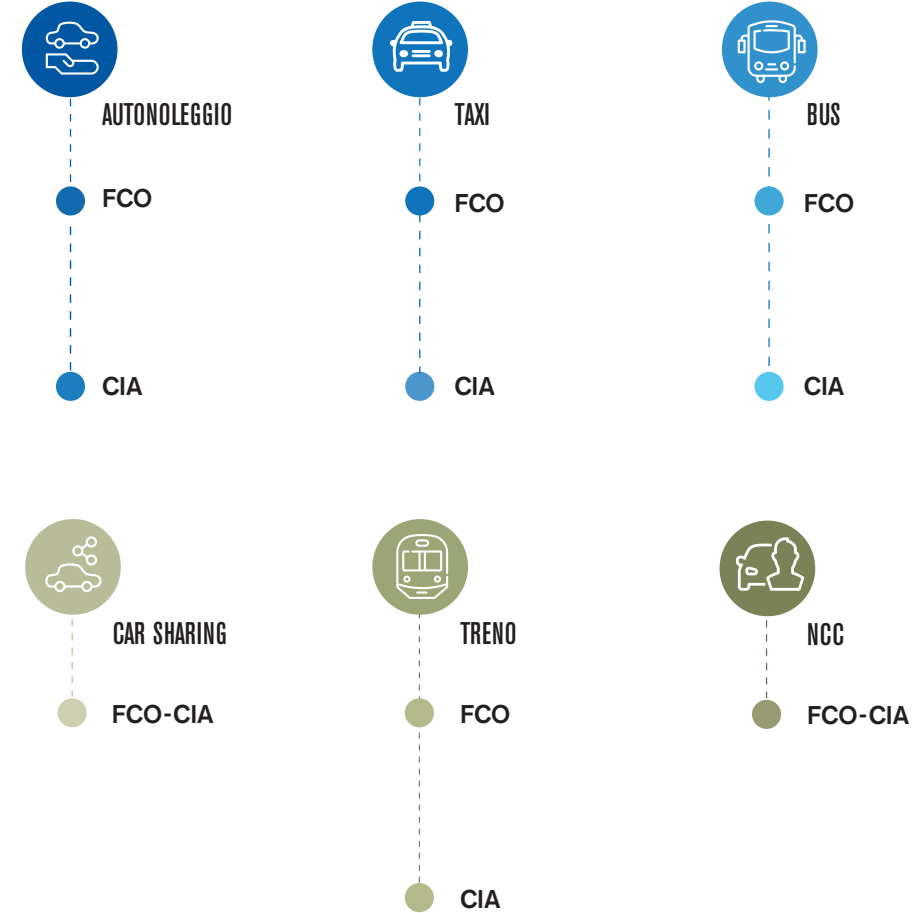 AUTONOLEGGIO
FCO
CIA
TAXI
FCO
CIA
BUS
FCO
CIA
CAR SHARING
FCO-CIA
TRENO
FCO
CIA
NCC
FCO-CIA